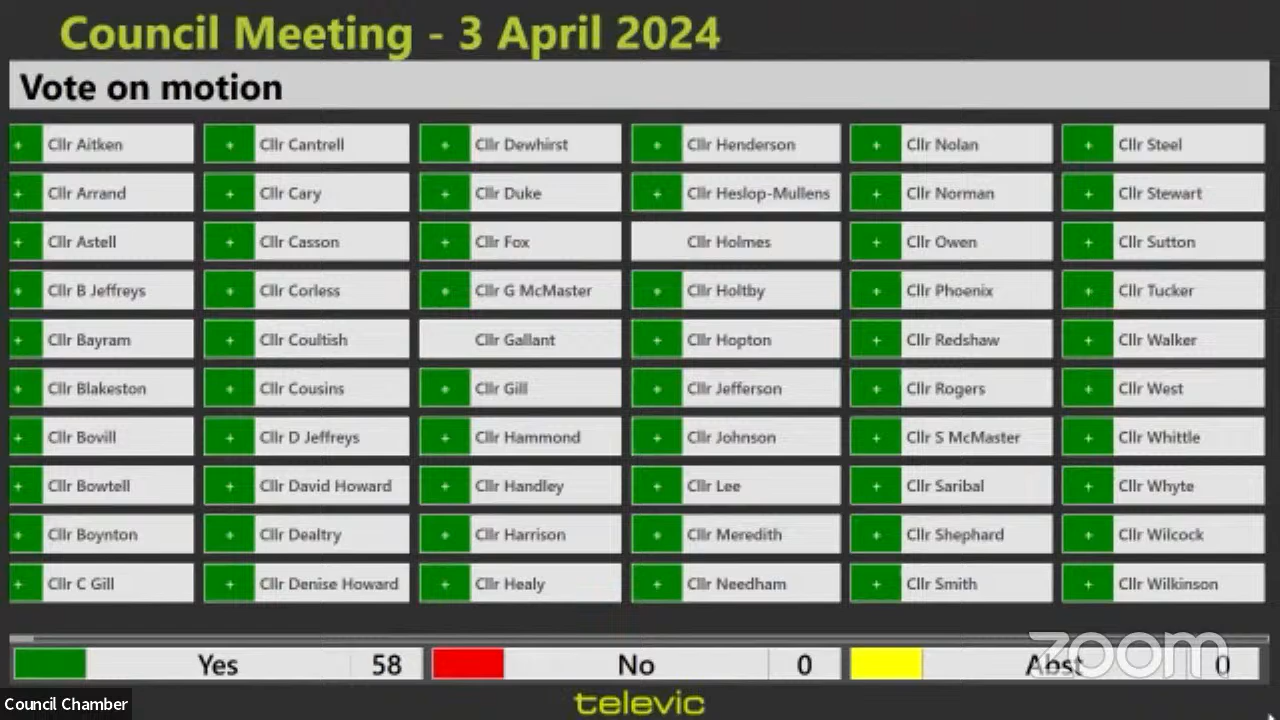 Council Meeting - 3 April 2024
Vote on motion
+ Cllr Aitken + Cllr Cantrell + Cllr Dewhirst + Cllr Henderson + Cllr Nolan + Cllr Steel
+ Cllr Arrand + Cllr Cary + Cllr Duke + Cllr Heslop-Mullens + Cllr Norman + Cllr Stewart
+ Cllr Astell + Cllr Casson + Cllr Fox Cllr Holmes + Cllr Owen + Cllr Sutton
+ Cllr B Jeffreys + Cllr Corless + Cllr G McMaster + Cllr Holtby + Cllr Phoenix + Cllr Tucker
+ Cllr Bayram + Cllr Coultish Cllr Gallant + Cllr Hopton + Cllr Redshaw + Cllr Walker
+ Cllr Blakeston + Cllr Cousins + Cllr Gill + Cllr Jefferson + Cllr Rogers + Cllr West
+ Cllr Bovill + Cllr D Jeffreys + Cllr Hammond + Cllr Johnson + Cllr S McMaster + Cllr Whittle
+ Cllr Bowtell + Cllr David Howard + Cllr Handley + Cllr Lee + Cllr Saribal + Cllr Whyte
+ Cllr Boynton + Cllr Dealtry + Cllr Harrison + Cllr Meredith + Cllr Shephard + Cllr Wilcock
+ Cllr C Gill + Cllr Denise Howard + Cllr Healy + Cllr Needham + Cllr Smith + Cllr Wilkinson
zoom
Yes 58 No 0 Abst 0
televic
Council Chamber